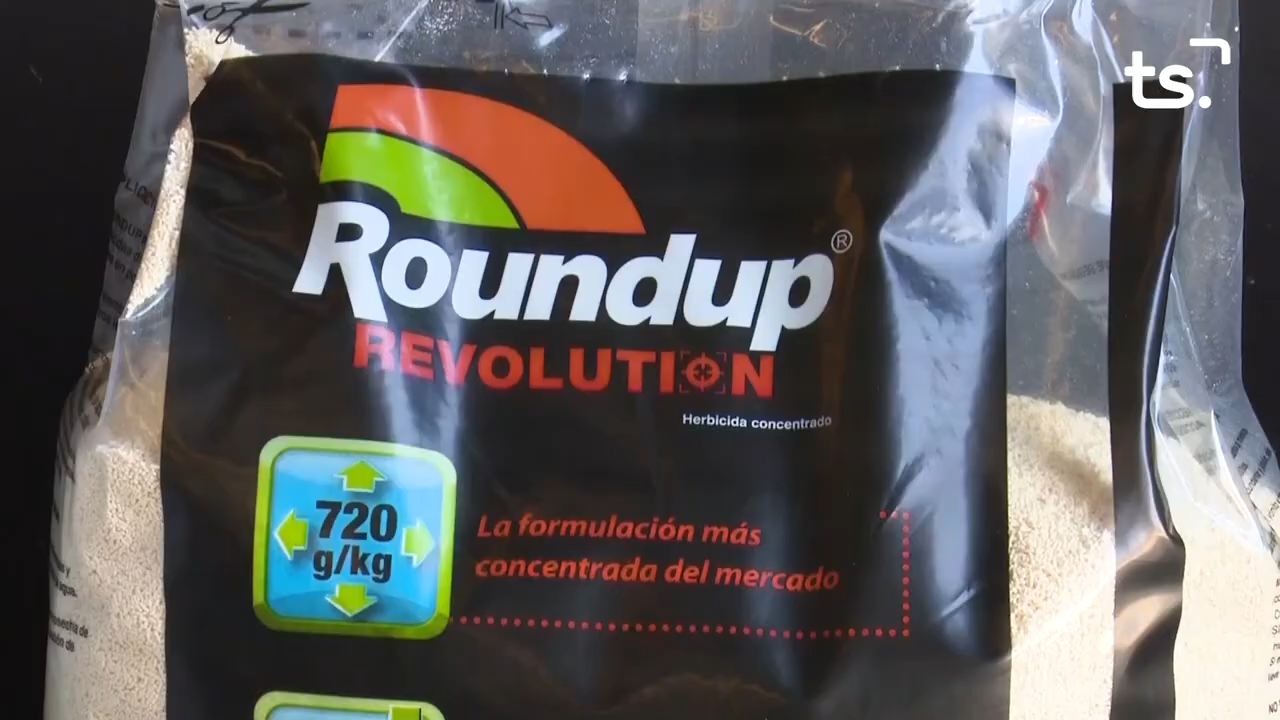 ts.
Roundup®
REVOLUTION
Herbicida concentrado
720
g/kg
La formulación más
concentrada del mercado